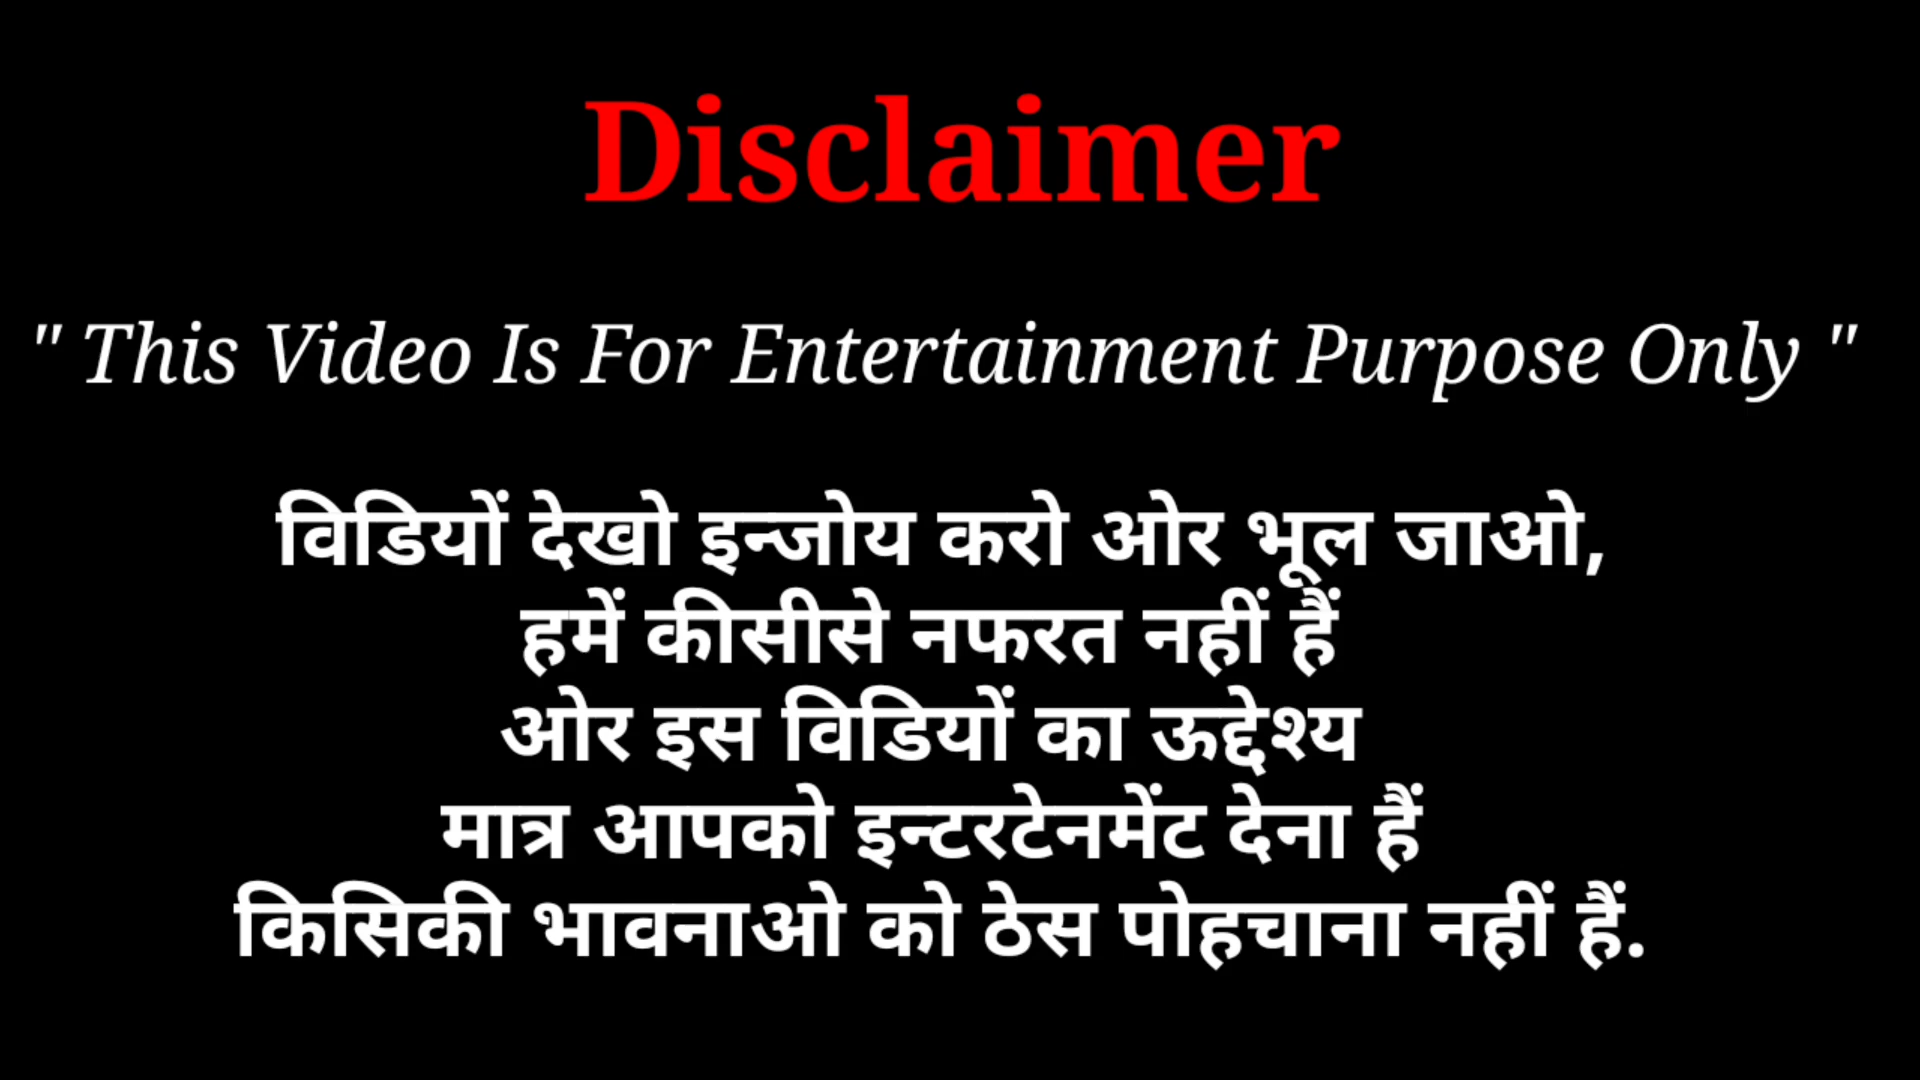 Disclaimer
" This Video Is For Entertainment Purpose Only "
विडियों देखो इन्जोय करो ओर भूल जाओ,
हमें कीसीसे नफरत नहीं हैं
ओर इस विडियों का ऊद्देश्य
मात्र आपको इन्टरटेनमेंट देना हैं
किसिकी भावनाओ को ठेस पोहचाना नहीं हैं.